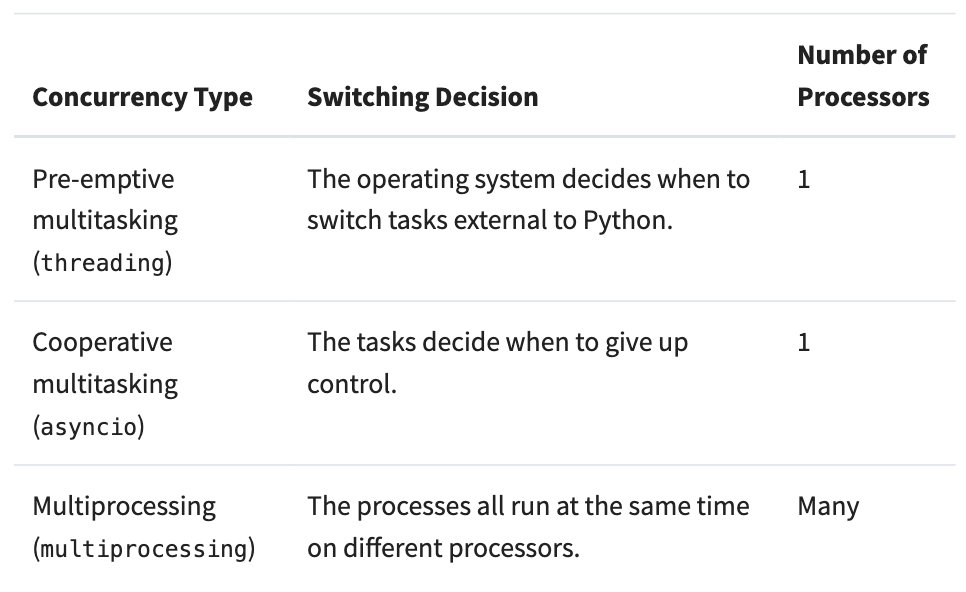 Concurrency Type Switching Decision Number of Processors
Pre-emptive multitasking (threading) The operating system decides when to switch tasks external to Python. 1
Cooperative multitasking (asyncio) The tasks decide when to give up control. 1
Multiprocessing (multiprocessing) The processes all run at the same time on different processors. Many